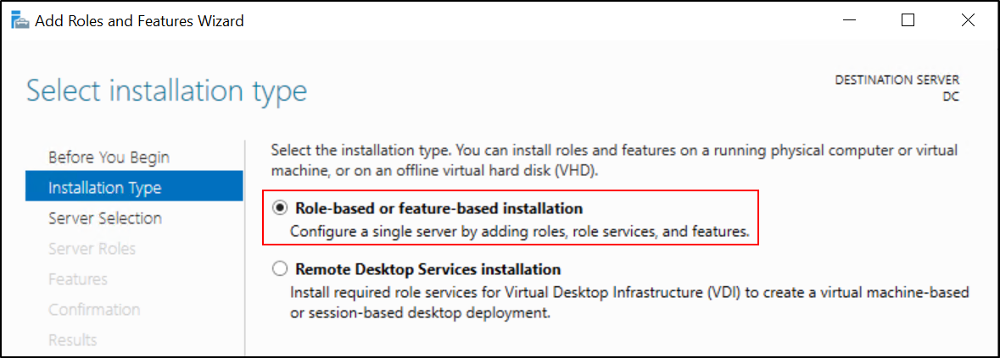 Add Roles and Features Wizard
Select installation type
DESTINATION SERVER
DC
Before You Begin
Installation Type
Server Selection
Server Roles
Features
Confirmation
Results
Select the installation type. You can install roles and features on a running physical computer or virtual
machine, or on an offline virtual hard disk (VHD).
Role-based or feature-based installation
Configure a single server by adding roles, role services, and features.
Remote Desktop Services installation
Install required role services for Virtual Desktop Infrastructure (VDI) to create a virtual machine-based
or session-based desktop deployment.